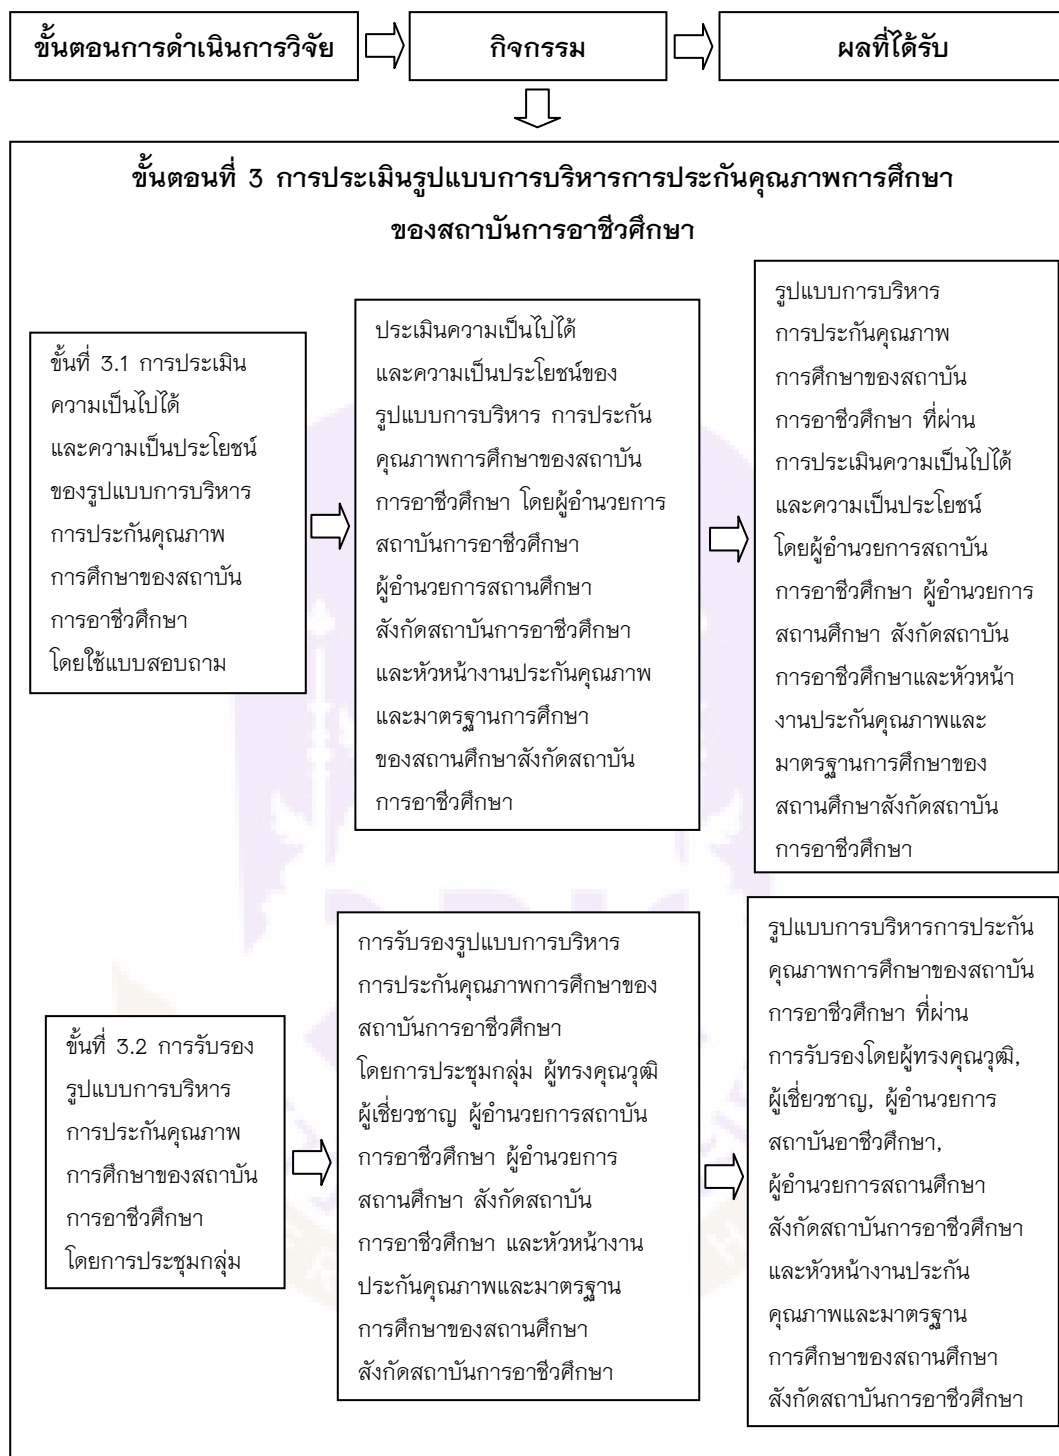 ขั้นตอนการดำเนินการวิจัย
กิจกรรม
ผลที่ได้รับ
ขั้นตอนที่ 3 การประเมินรูปแบบการบริหารการประกันคุณภาพการศึกษา
ของสถาบันการอาชีวศึกษา
ขั้นที่ 3.1 การประเมิน
ความเป็นไปได้
และความเป็นประโยชน์
ของรูปแบบการบริหาร
การประกันคุณภาพ
การศึกษาของสถาบัน
การอาชีวศึกษา
โดยใช้แบบสอบถาม
ประเมินความเป็นไปได้
และความเป็นประโยชน์ของ
รูปแบบการบริหาร การประกัน
คุณภาพการศึกษาของสถาบัน
การอาชีวศึกษา โดยผู้อำนวยการ
สถาบันการอาชีวศึกษา
ผู้อำนวยการสถานศึกษา
สังกัดสถาบันการอาชีวศึกษา
และหัวหน้างานประกันคุณภาพ
และมาตรฐานการศึกษา
ของสถานศึกษาสังกัดสถาบัน
การอาชีวศึกษา
รูปแบบการบริหาร
การประกันคุณภาพ
การศึกษาของสถาบัน
การอาชีวศึกษา ที่ผ่าน
การประเมินความเป็นไปได้
และความเป็นประโยชน์
โดยผู้อำนวยการสถาบัน
การอาชีวศึกษา ผู้อำนวยการ
สถานศึกษา สังกัดสถาบัน
การอาชีวศึกษาและหัวหน้า
งานประกันคุณภาพและ
มาตรฐานการศึกษาของ
สถานศึกษาสังกัดสถาบัน
การอาชีวศึกษา
ขั้นที่ 3.2 การรับรอง
รูปแบบการบริหาร
การประกันคุณภาพ
การศึกษาของสถาบัน
การอาชีวศึกษา
โดยการประชุมกลุ่ม
การรับรองรูปแบบการบริหาร
การประกันคุณภาพการศึกษาของ
สถาบันการอาชีวศึกษา
โดยการประชุมกลุ่ม ผู้ทรงคุณวุฒิ
ผู้เชี่ยวชาญ ผู้อำนวยการสถาบัน
การอาชีวศึกษา ผู้อำนวยการ
สถานศึกษา สังกัดสถาบัน
การอาชีวศึกษา และหัวหน้างาน
ประกันคุณภาพและมาตรฐาน
การศึกษาของสถานศึกษา
สังกัดสถาบันการอาชีวศึกษา
รูปแบบการบริหารการประกัน
คุณภาพการศึกษาของสถาบัน
การอาชีวศึกษา ที่ผ่าน
การรับรองโดยผู้ทรงคุณวุฒิ,
ผู้เชี่ยวชาญ, ผู้อำนวยการ
สถาบันอาชีวศึกษา,
ผู้อำนวยการสถานศึกษา
สังกัดสถาบันการอาชีวศึกษา
และหัวหน้างานประกัน
คุณภาพและมาตรฐาน
การศึกษาของสถานศึกษา
สังกัดสถาบันการอาชีวศึกษา